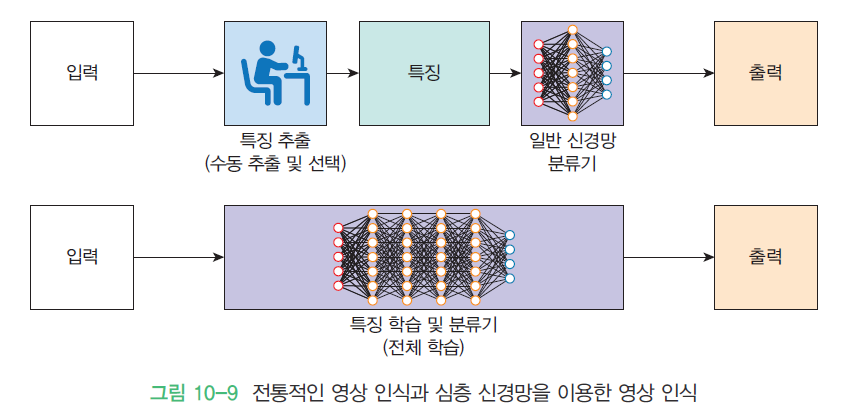 입력
특징
출력
특징 추출
(수동 추출 및 선택)
일반 신경망
분류기
입력
출력
특징 학습 및 분류기
(전체 학습)
그림 10-9 전통적인 영상 인식과 심층 신경망을 이용한 영상 인식